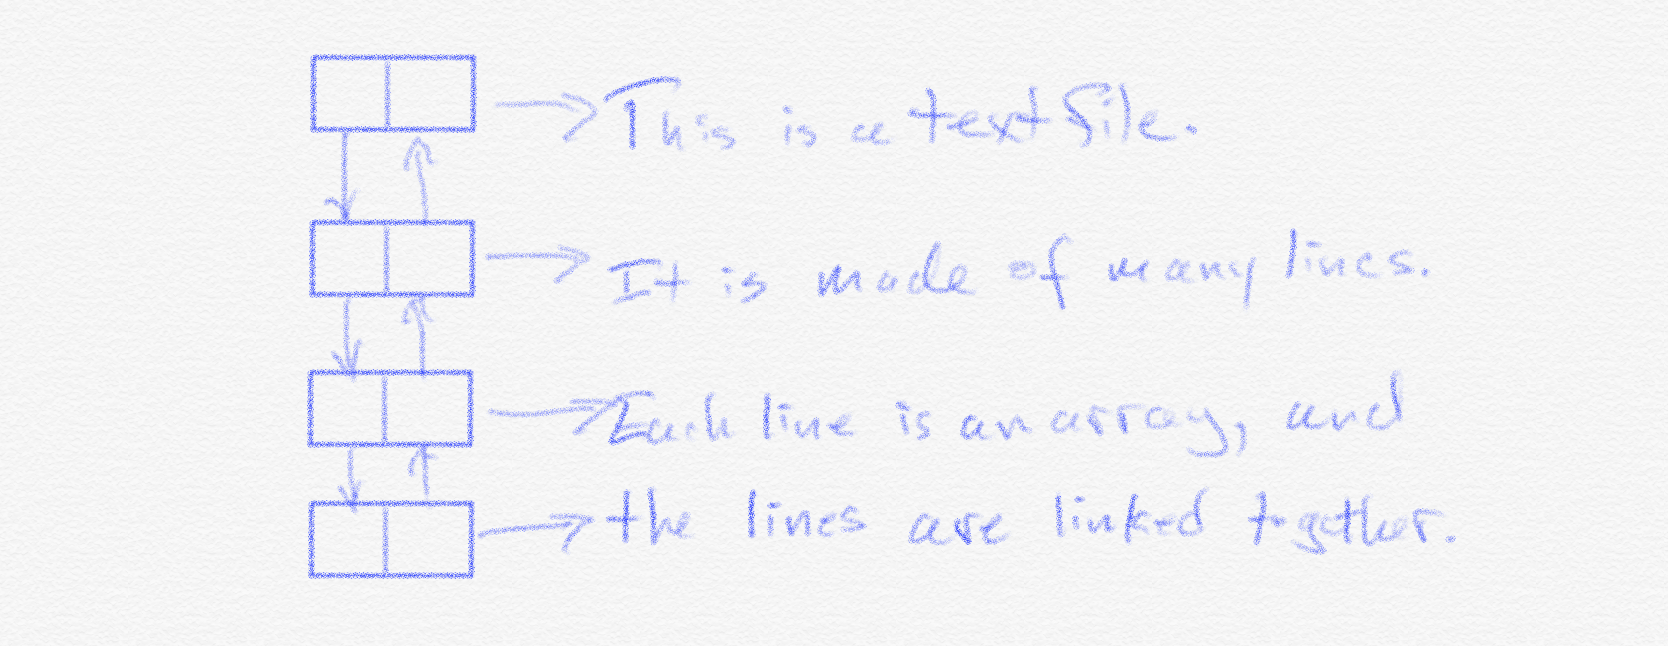 This is a text file.
It is made of many lines.
Each line is an array, and
the lines are linked together.